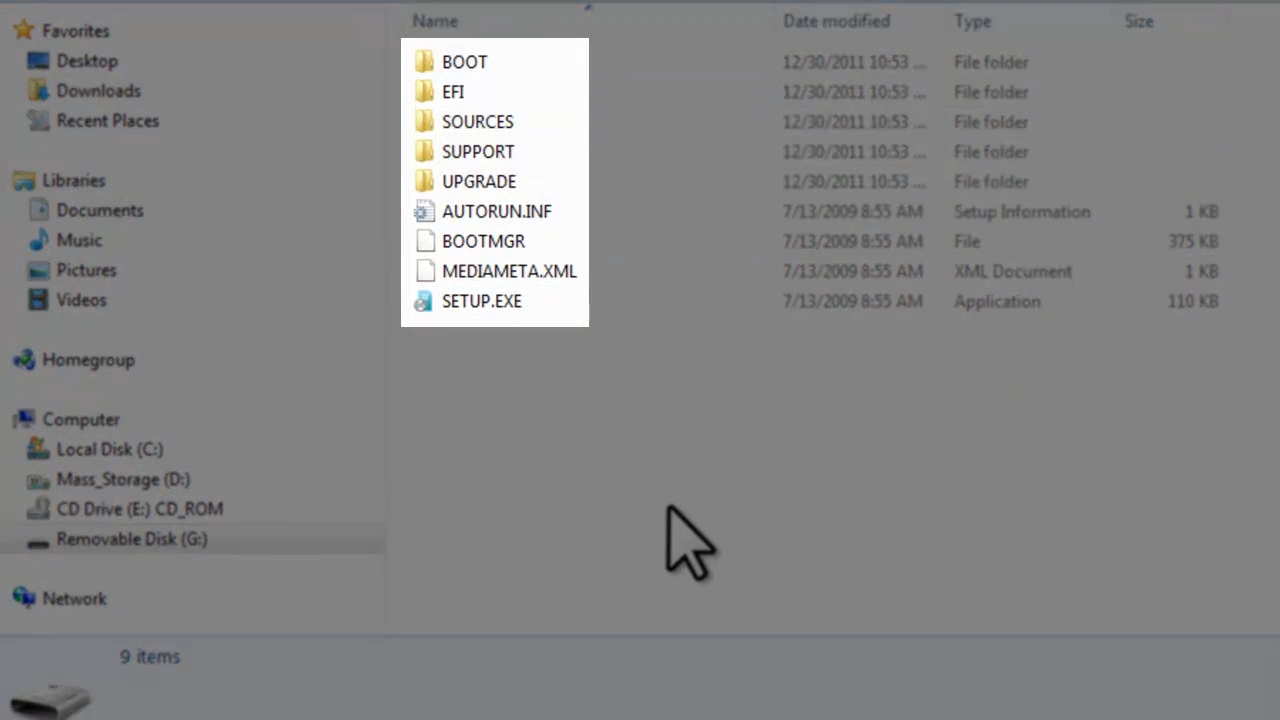 Name Date modified Type Size
Favorites
Desktop
Downloads
Recent Places
Libraries
Documents
Music
Pictures
Videos
Homegroup
Computer
Local Disk (C:)
Mass_Storage (D:)
CD Drive (E:) CD_ROM
Removable Disk (G:)
Network
BOOT 12/30/2011 10:53 ... File folder
EFI 12/30/2011 10:53 ... File folder
SOURCES 12/30/2011 10:53 ... File folder
SUPPORT 12/30/2011 10:53 ... File folder
UPGRADE 12/30/2011 10:53 ... File folder
AUTORUN.INF 7/13/2009 8:55 AM Setup Information 1 KB
BOOTMGR 7/13/2009 8:55 AM File 375 KB
MEDIAMETA.XML 7/13/2009 8:55 AM XML Document 1 KB
SETUP.EXE 7/13/2009 8:55 AM Application 110 KB
9 items